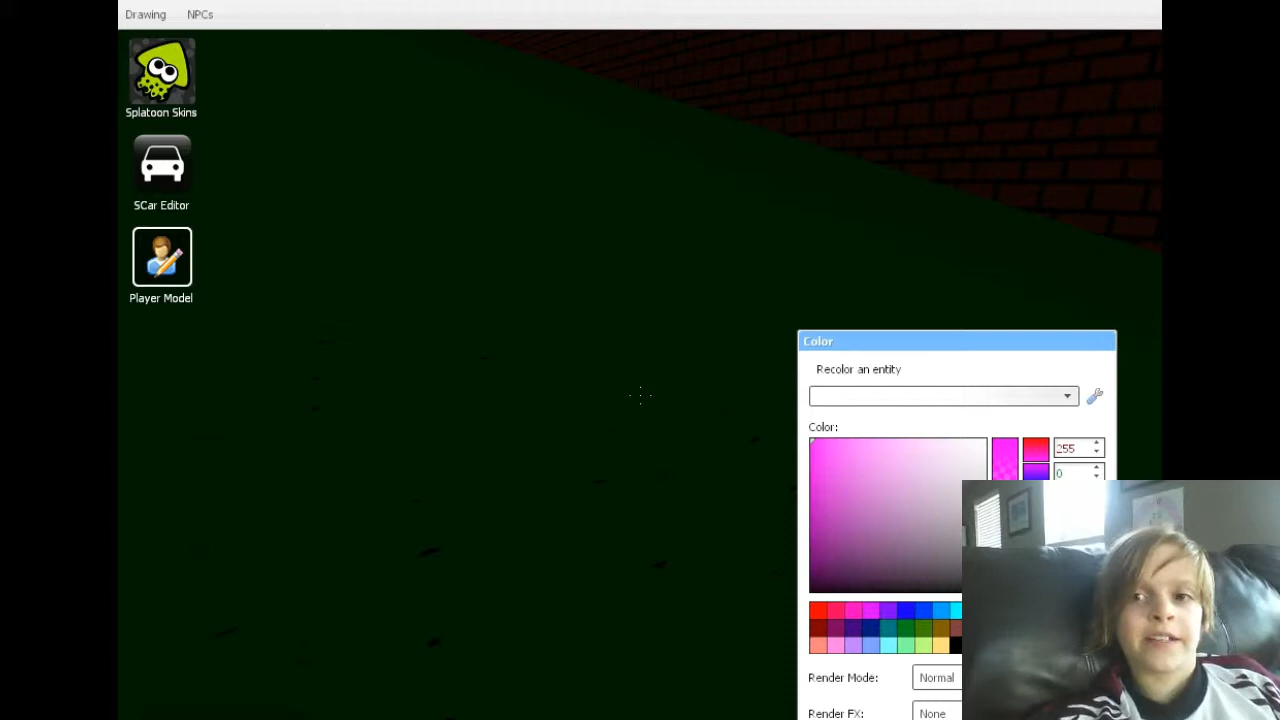 Drawing NPCs
Splatoon Skins
SCar Editor
Player Model
Color
Recolor an entity
Color:
255
0
Render Mode: Normal
Render FX: None